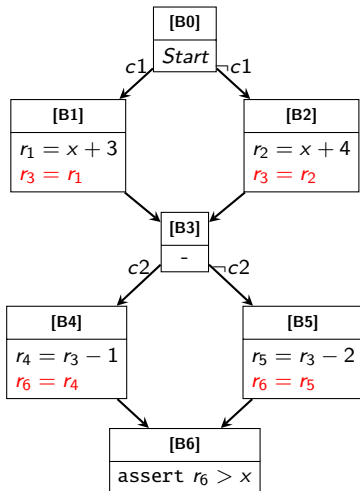 [B0]
Start
c1 ¬c1
[B1] [B2]
r₁ = x + 3 r₂ = x + 4
r₃ = r₁ r₃ = r₂
[B3]
-
c2 ¬c2
[B4] [B5]
r₄ = r₃ − 1 r₅ = r₃ − 2
r₆ = r₄ r₆ = r₅
[B6]
assert r₆ > x